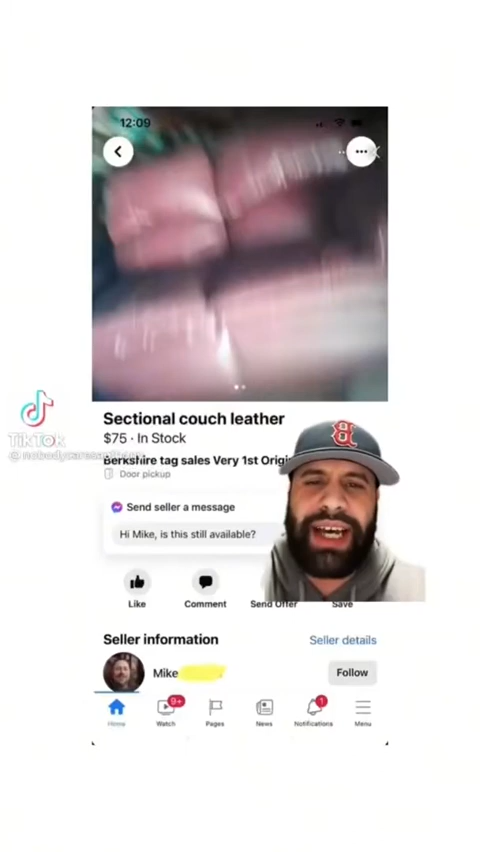 12:09
Sectional couch leather
$75 · In Stock
Berkshire tag sales Very 1st Origi
Door pickup
TikTok
Send seller a message
Hi Mike, is this still available?
Like
Comment
Send Offer
Save
Seller information
Seller details
Mike
Follow
9+
1
Home
Watch
Pages
News
Notifications
Menu
B